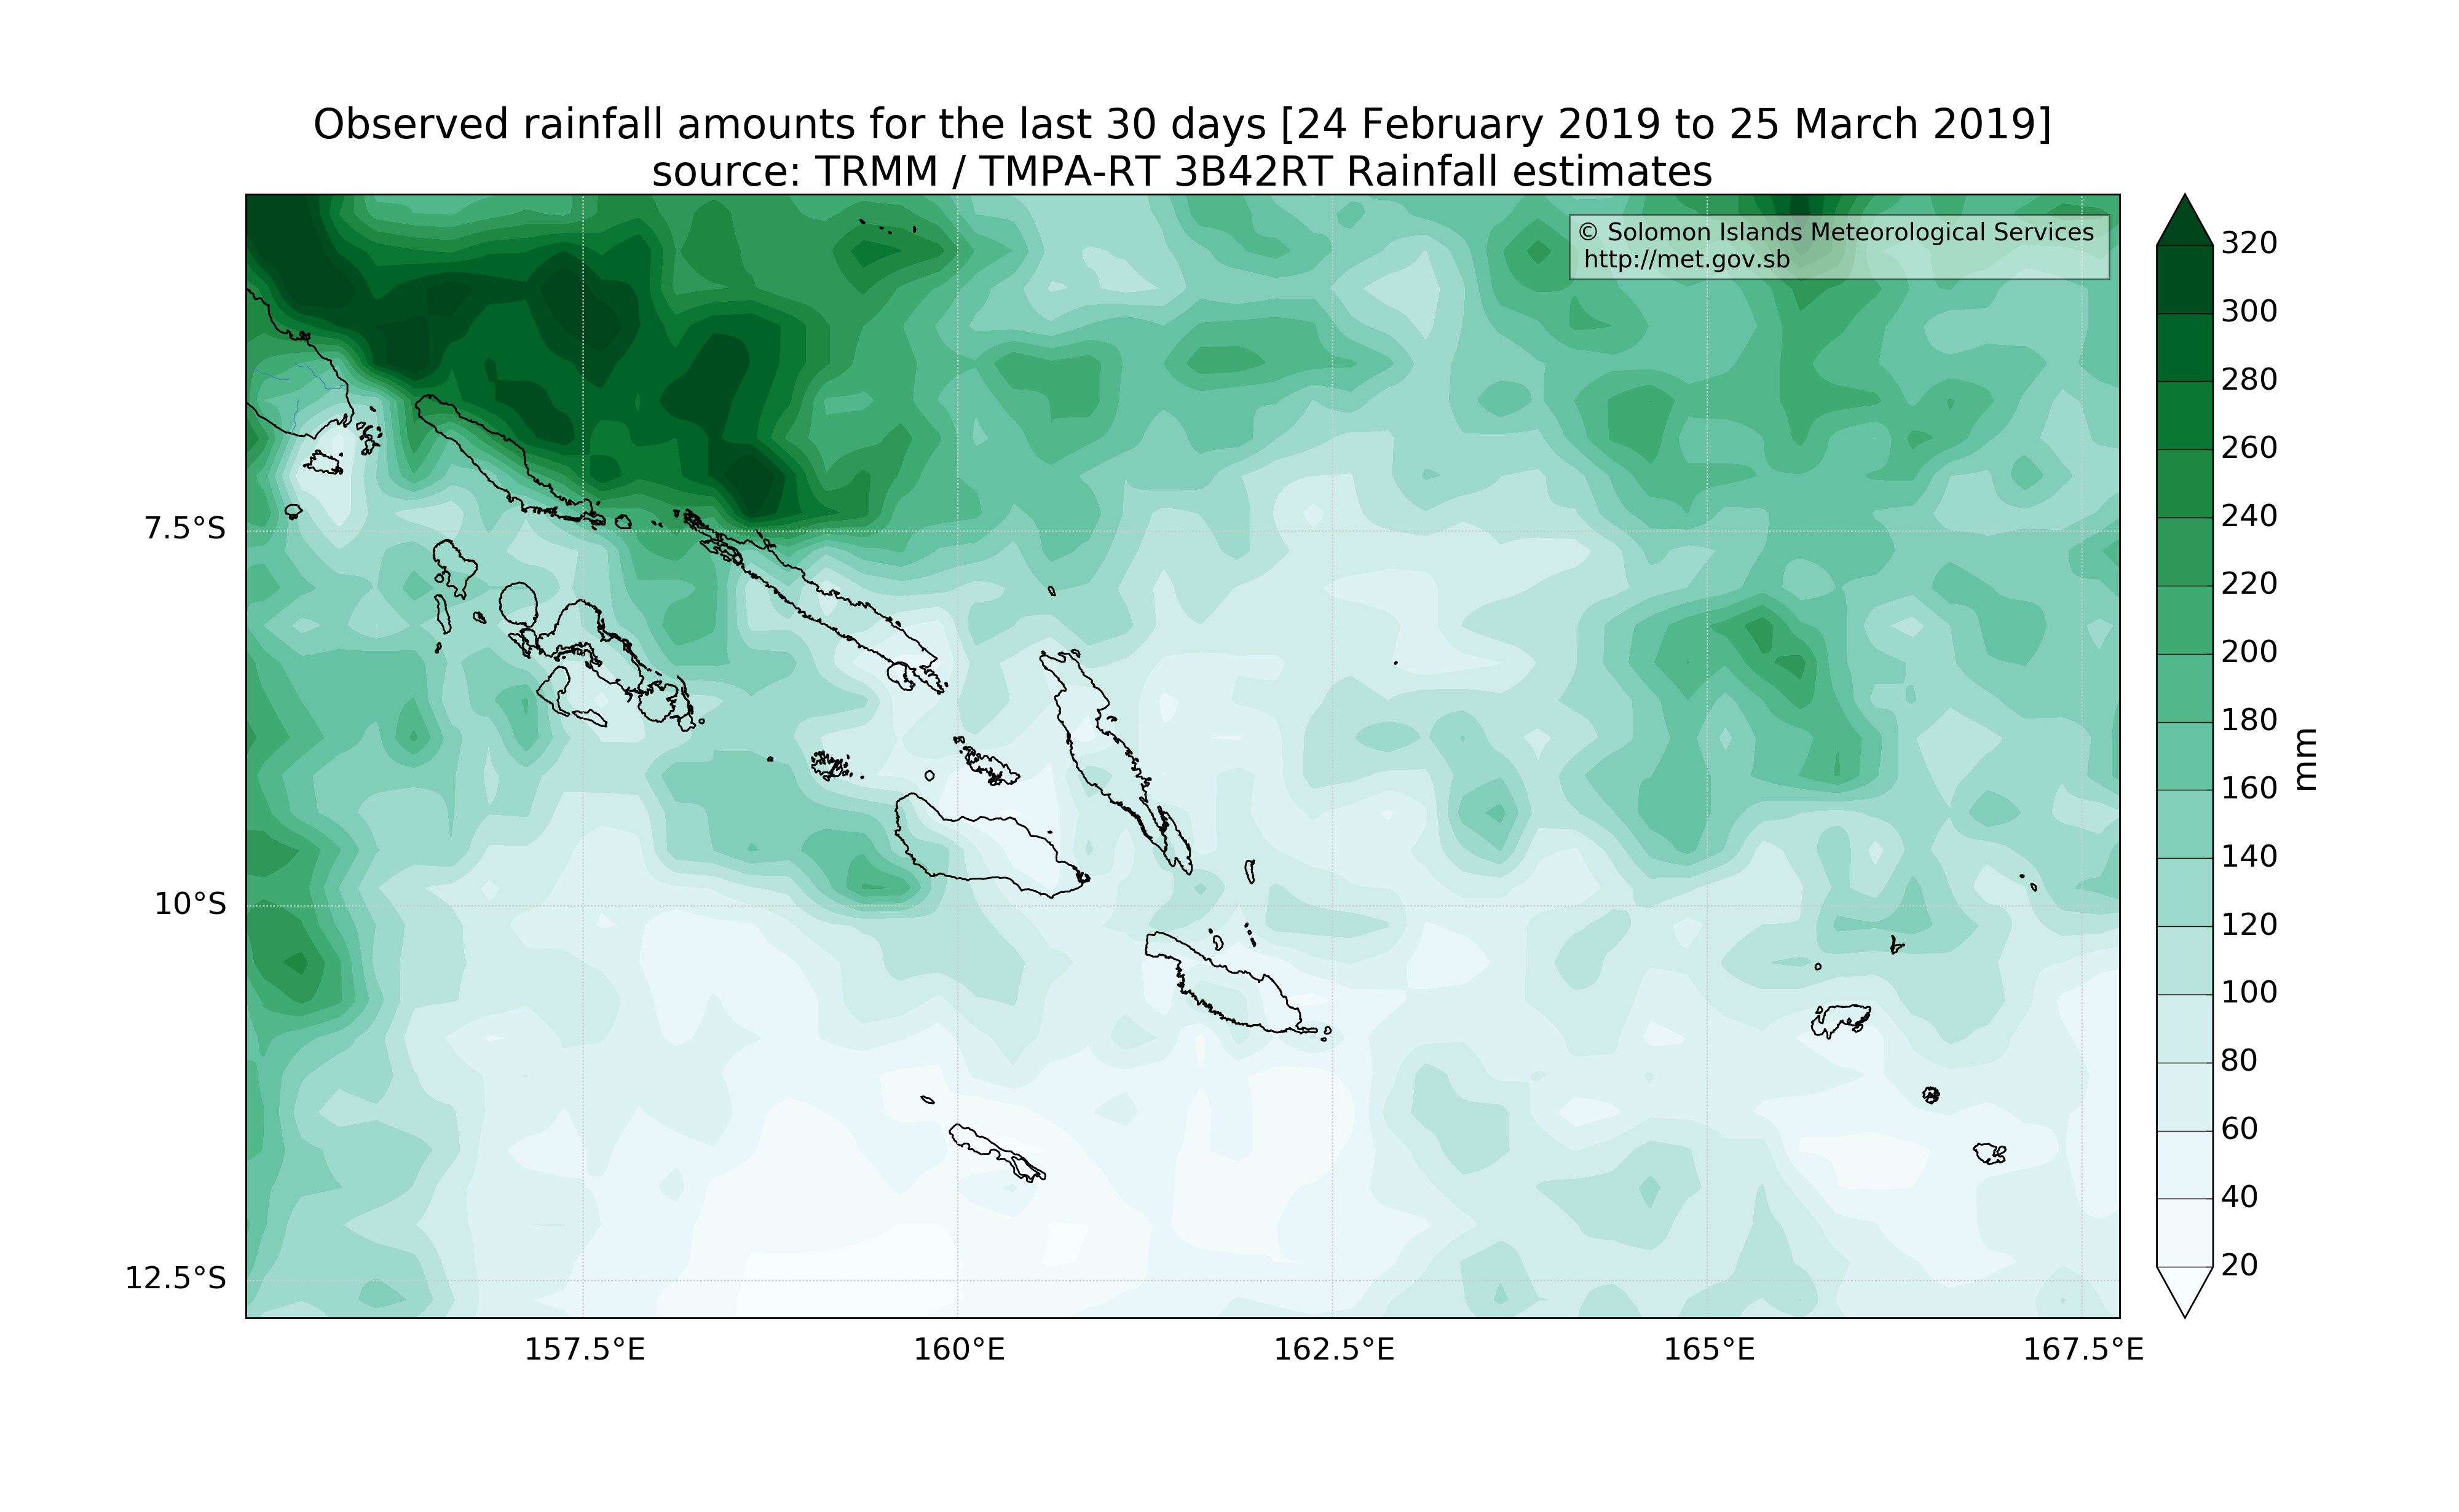 Observed rainfall amounts for the last 30 days [24 February 2019 to 25 March 2019]
source: TRMM / TMPA-RT 3B42RT Rainfall estimates
© Solomon Islands Meteorological Services
http://met.gov.sb
7.5°S
10°S
12.5°S
157.5°E
160°E
162.5°E
165°E
167.5°E
320
300
280
260
240
220
200
180
160
140
120
100
80
60
40
20
mm